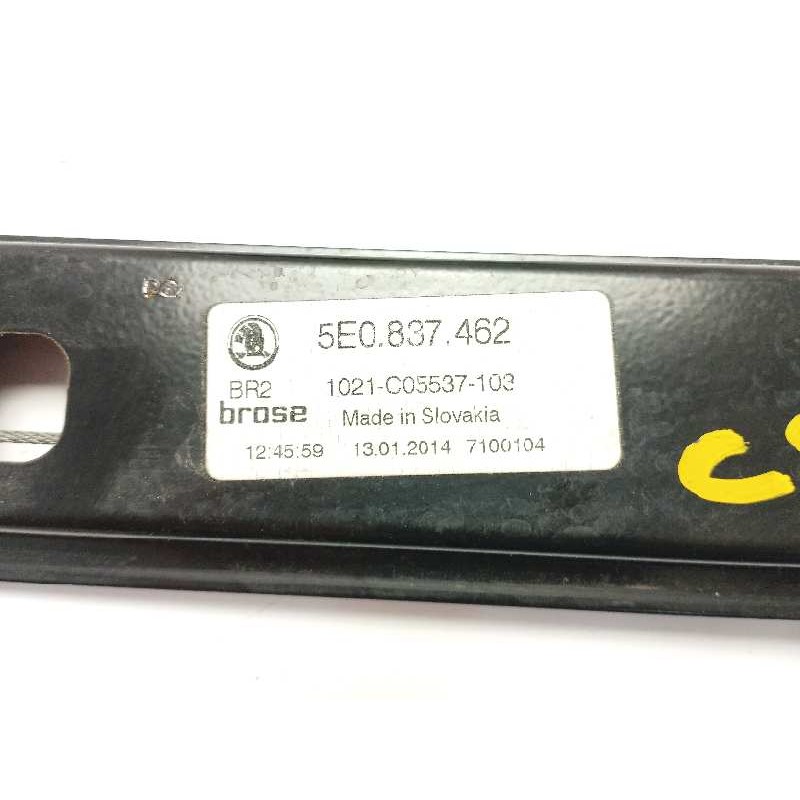 5E0.837.462
BR2
1021-C05537-103
brose
Made in Slovakia
12:45:59 13.01.2014 7100104